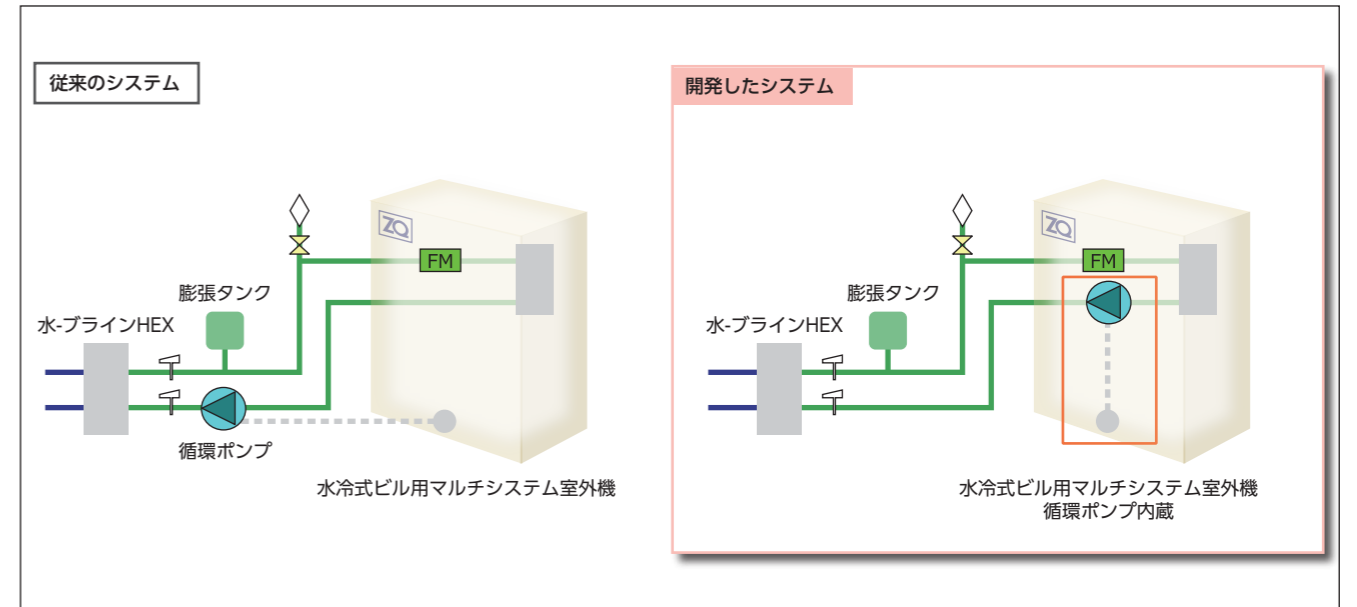 従来のシステム
ZQ
FM
膨張タンク
水-ブラインHEX
循環ポンプ
水冷式ビル用マルチシステム室外機
開発したシステム
ZQ
FM
膨張タンク
水-ブラインHEX
水冷式ビル用マルチシステム室外機
循環ポンプ内蔵